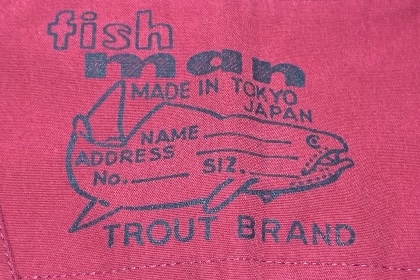 fish
man
MADE IN TOKYO
JAPAN
NAME
ADDRESS
No. SIZ.
TROUT BRAND